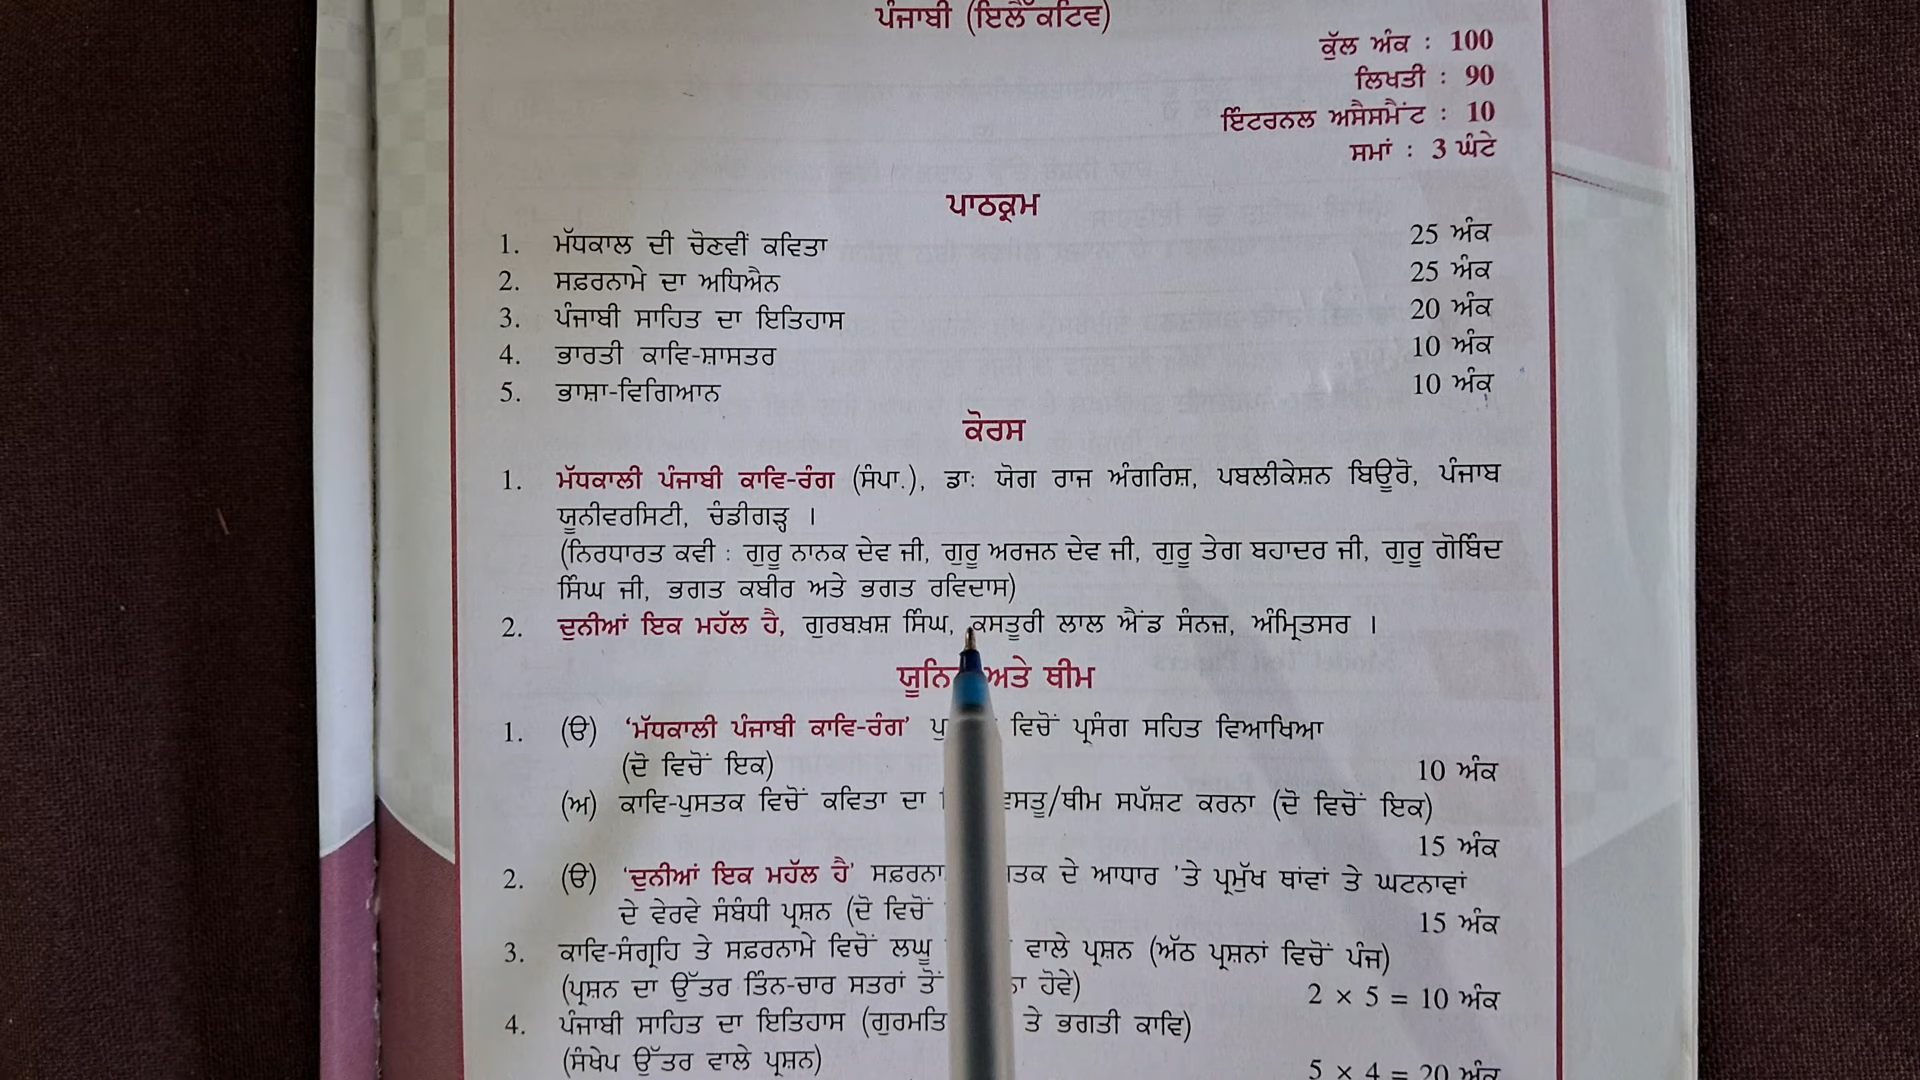 ਪੰਜਾਬੀ (ਇਲੈੱਕਟਿਵ)
ਕੁੱਲ ਅੰਕ : 100
ਲਿਖਤੀ : 90
ਇੰਟਰਨਲ ਅਸੈਸਮੈਂਟ : 10
ਸਮਾਂ : 3 ਘੰਟੇ
ਪਾਠਕ੍ਰਮ
1. ਮੱਧਕਾਲ ਦੀ ਚੋਣਵੀਂ ਕਵਿਤਾ 25 ਅੰਕ
2. ਸਫ਼ਰਨਾਮੇ ਦਾ ਅਧਿਐਨ 25 ਅੰਕ
3. ਪੰਜਾਬੀ ਸਾਹਿਤ ਦਾ ਇਤਿਹਾਸ 20 ਅੰਕ
4. ਭਾਰਤੀ ਕਾਵਿ-ਸ਼ਾਸਤਰ 10 ਅੰਕ
5. ਭਾਸ਼ਾ-ਵਿਗਿਆਨ 10 ਅੰਕ
ਕੋਰਸ
1. ਮੱਧਕਾਲੀ ਪੰਜਾਬੀ ਕਾਵਿ-ਰੰਗ (ਸੰਪਾ.), ਡਾ: ਯੋਗ ਰਾਜ ਅੰਗਰਿਸ਼, ਪਬਲੀਕੇਸ਼ਨ ਬਿਊਰੋ, ਪੰਜਾਬ
ਯੂਨੀਵਰਸਿਟੀ, ਚੰਡੀਗੜ੍ਹ ।
(ਨਿਰਧਾਰਤ ਕਵੀ : ਗੁਰੂ ਨਾਨਕ ਦੇਵ ਜੀ, ਗੁਰੂ ਅਰਜਨ ਦੇਵ ਜੀ, ਗੁਰੂ ਤੇਗ ਬਹਾਦਰ ਜੀ, ਗੁਰੂ ਗੋਬਿੰਦ
ਸਿੰਘ ਜੀ, ਭਗਤ ਕਬੀਰ ਅਤੇ ਭਗਤ ਰਵਿਦਾਸ)
2. ਦੁਨੀਆਂ ਇਕ ਮਹੱਲ ਹੈ, ਗੁਰਬਖ਼ਸ਼ ਸਿੰਘ, ਕਸਤੂਰੀ ਲਾਲ ਐਂਡ ਸੰਨਜ਼, ਅੰਮ੍ਰਿਤਸਰ ।
ਅਤੇ ਥੀਮ
1. (ੳ) ‘ਮੱਧਕਾਲੀ ਪੰਜਾਬੀ ਕਾਵਿ-ਰੰਗ’ ਵਿਚੋਂ ਪ੍ਰਸੰਗ ਸਹਿਤ ਵਿਆਖਿਆ
(ਦੋ ਵਿਚੋਂ ਇਕ) 10 ਅੰਕ
(ਅ) ਕਾਵਿ-ਪੁਸਤਕ ਵਿਚੋਂ ਕਵਿਤਾ ਦਾ ਵਸਤੂ/ਥੀਮ ਸਪੱਸ਼ਟ ਕਰਨਾ (ਦੋ ਵਿਚੋਂ ਇਕ)
15 ਅੰਕ
2. (ੳ) ‘ਦੁਨੀਆਂ ਇਕ ਮਹੱਲ ਹੈ’ ਦੇ ਆਧਾਰ 'ਤੇ ਪ੍ਰਮੁੱਖ ਥਾਂਵਾਂ ਤੇ ਘਟਨਾਵਾਂ
ਦੇ ਵੇਰਵੇ ਸੰਬੰਧੀ ਪ੍ਰਸ਼ਨ (ਦੋ ਵਿਚੋਂ 15 ਅੰਕ
3. ਕਾਵਿ-ਸੰਗ੍ਰਹਿ ਤੇ ਸਫ਼ਰਨਾਮੇ ਵਿਚੋਂ ਲਘੂ ਵਾਲੇ ਪ੍ਰਸ਼ਨ (ਅੱਠ ਪ੍ਰਸ਼ਨਾਂ ਵਿਚੋਂ ਪੰਜ)
(ਪ੍ਰਸ਼ਨ ਦਾ ਉੱਤਰ ਤਿੰਨ-ਚਾਰ ਸਤਰਾਂ ਤੋਂ ਹੋਵੇ) 2 × 5 = 10 ਅੰਕ
4. ਪੰਜਾਬੀ ਸਾਹਿਤ ਦਾ ਇਤਿਹਾਸ (ਗੁਰਮਤਿ ਤੇ ਭਗਤੀ ਕਾਵਿ)
(ਸੰਖੇਪ ਉੱਤਰ ਵਾਲੇ ਪ੍ਰਸ਼ਨ) 5 × 4 = 20 ਅੰਕ